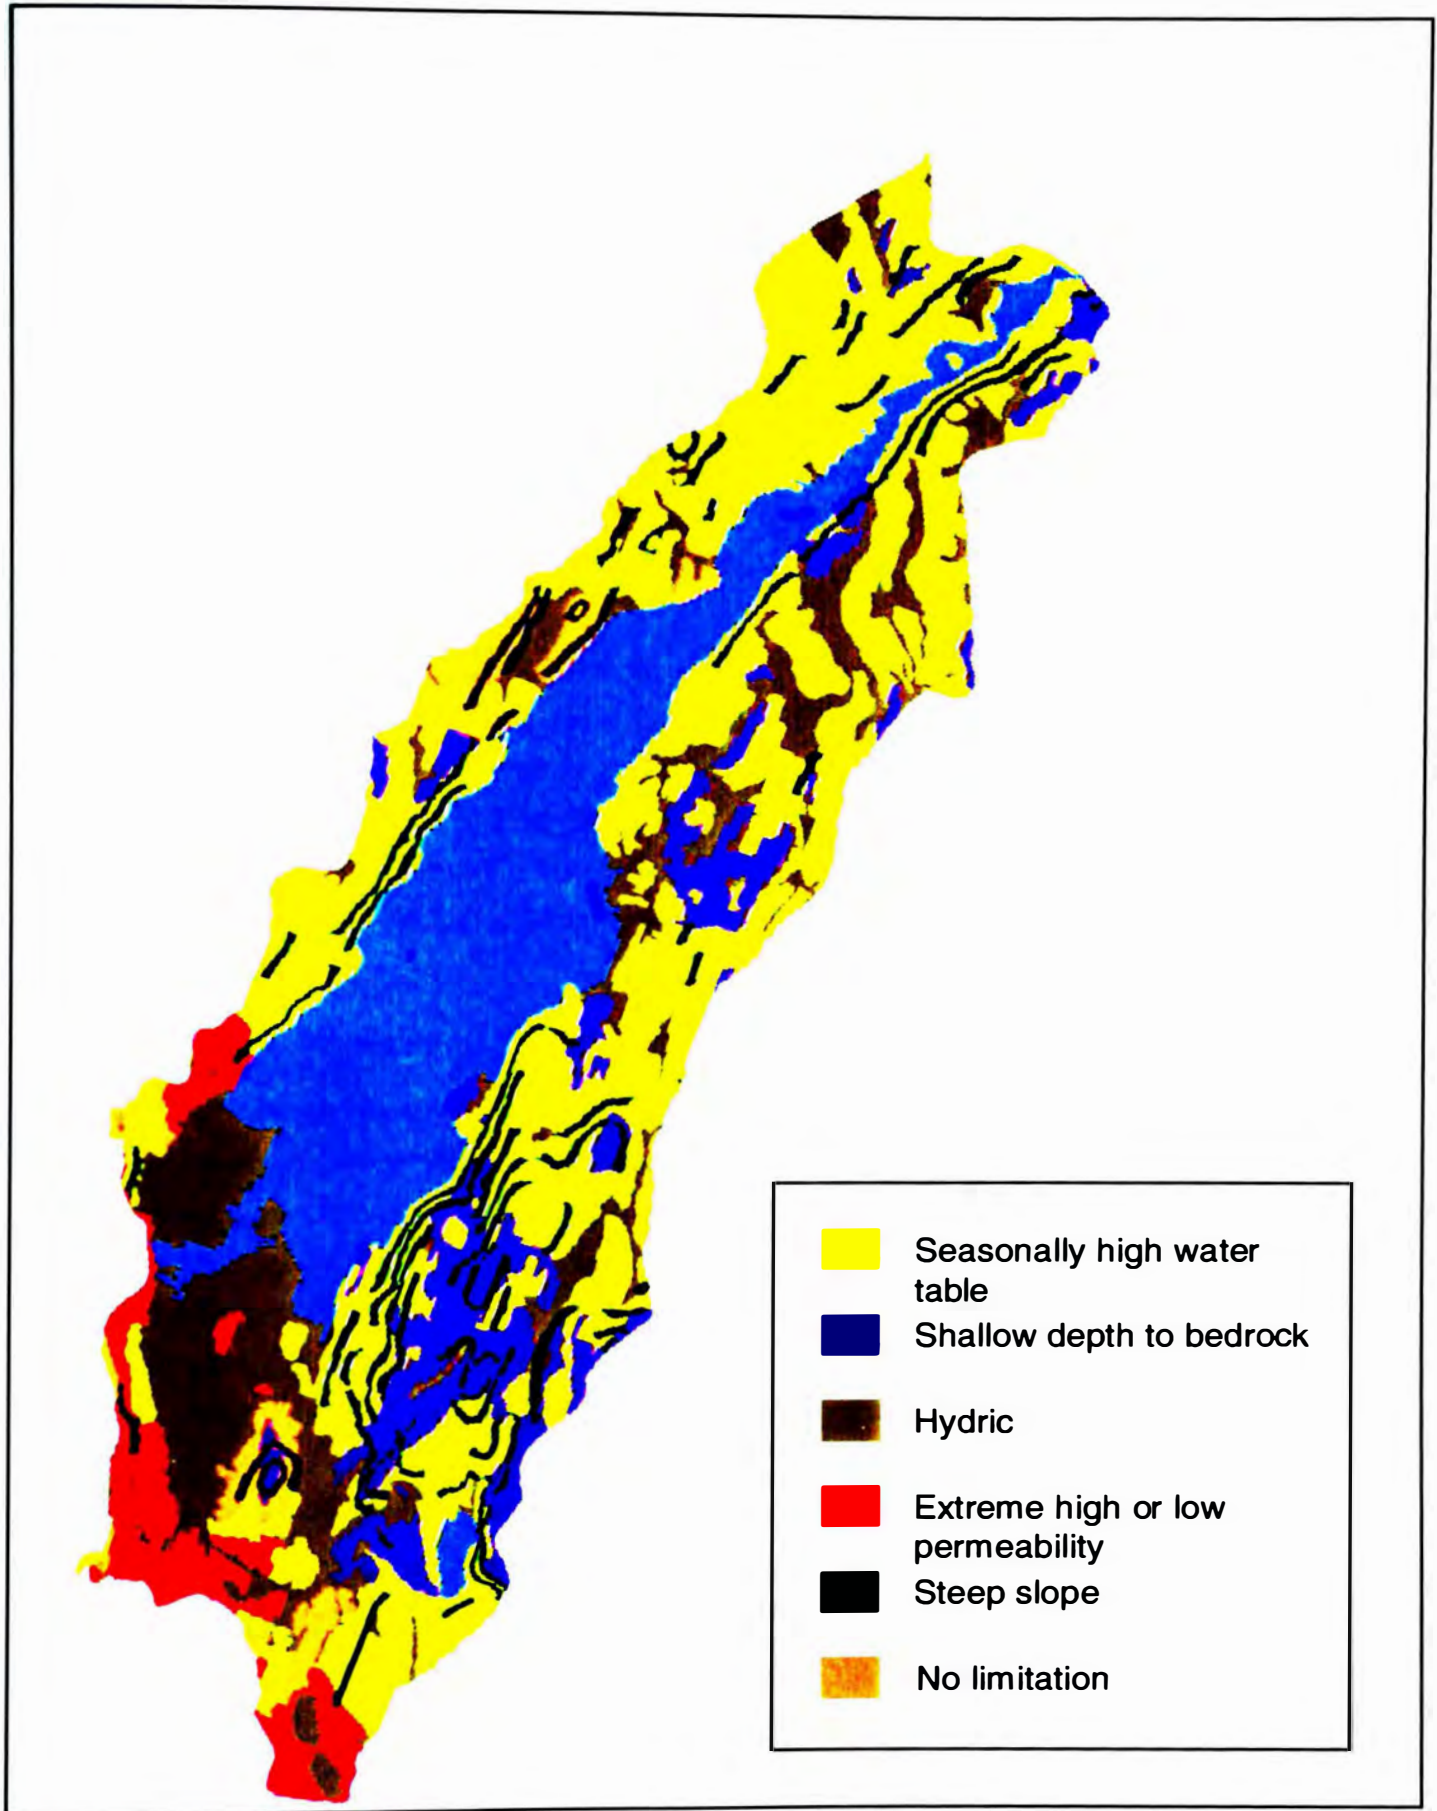 Seasonally high water
table
Shallow depth to bedrock
Hydric
Extreme high or low
permeability
Steep slope
No limitation